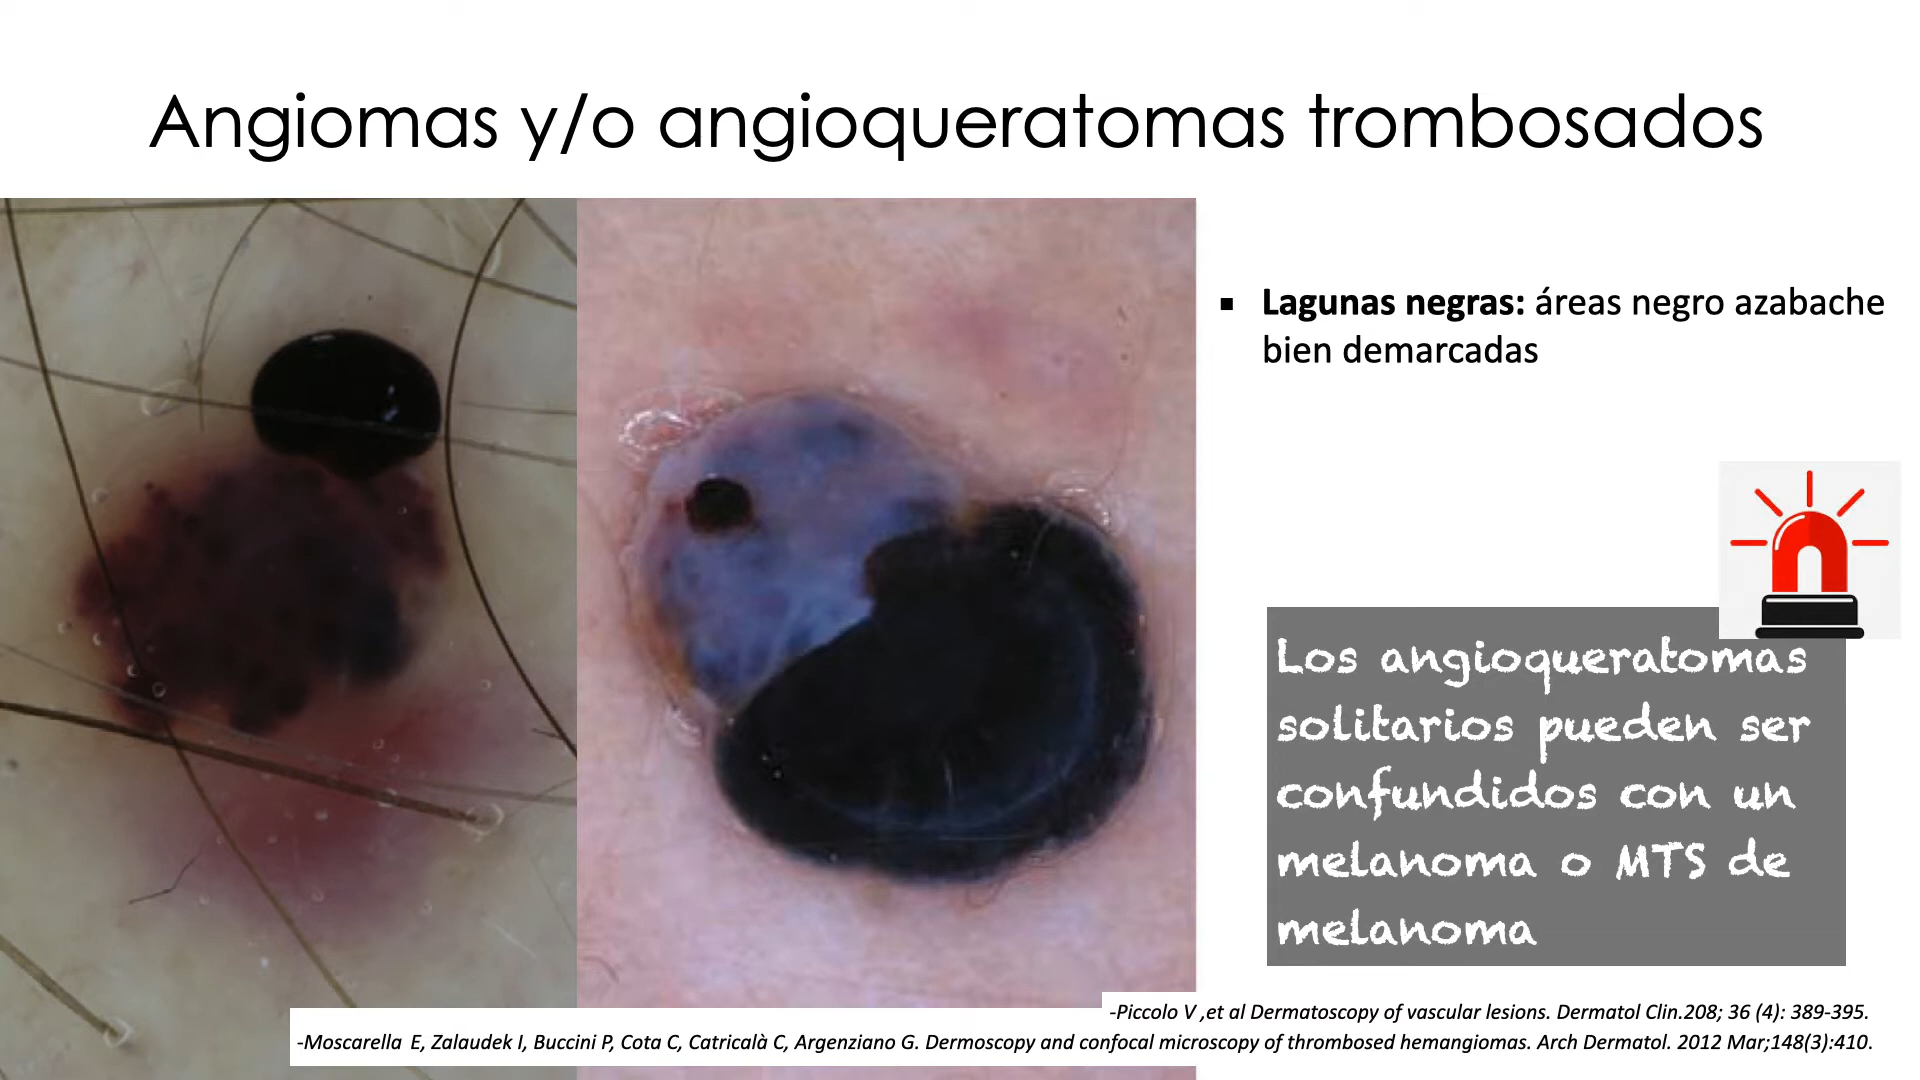 Angiomas y/o angioqueratomas trombosados
▪ Lagunas negras: áreas negro azabache
bien demarcadas
Los angioqueratomas
solitarios pueden ser
confundidos con un
melanoma o MTS de
melanoma
-Piccolo V ,et al Dermatoscopy of vascular lesions. Dermatol Clin.208; 36 (4): 389-395.
-Moscarella E, Zalaudek I, Buccini P, Cota C, Catricalà C, Argenziano G. Dermoscopy and confocal microscopy of thrombosed hemangiomas. Arch Dermatol. 2012 Mar;148(3):410.